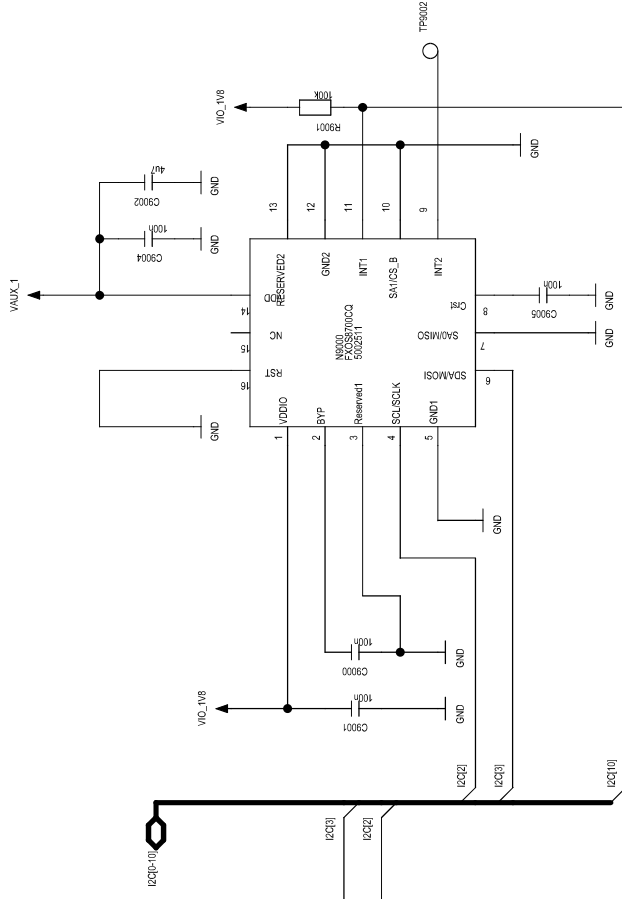 TP9002
VIO_1V8
100k
R9001
GND
4u7
C9002
GND
100n
C9004
GND
VAUX_1
13
12
11
10
9
RESERVED2
GND2
INT1
SA1/CS_B
INT2
VDD
14
NC
15
RST
16
N9000
FXOS8700CQ
5002511
Crst
8
SA0/MISO
7
SDA/MOSI
6
100n
C9005
GND
GND
GND
VDDIO
BYP
Reserved1
SCL/SCLK
GND1
1
2
3
4
5
GND
100n
C9000
GND
VIO_1V8
100n
C9001
GND
I2C[2]
I2C[3]
I2C[10]
I2C[3]
I2C[2]
I2C[0-10]